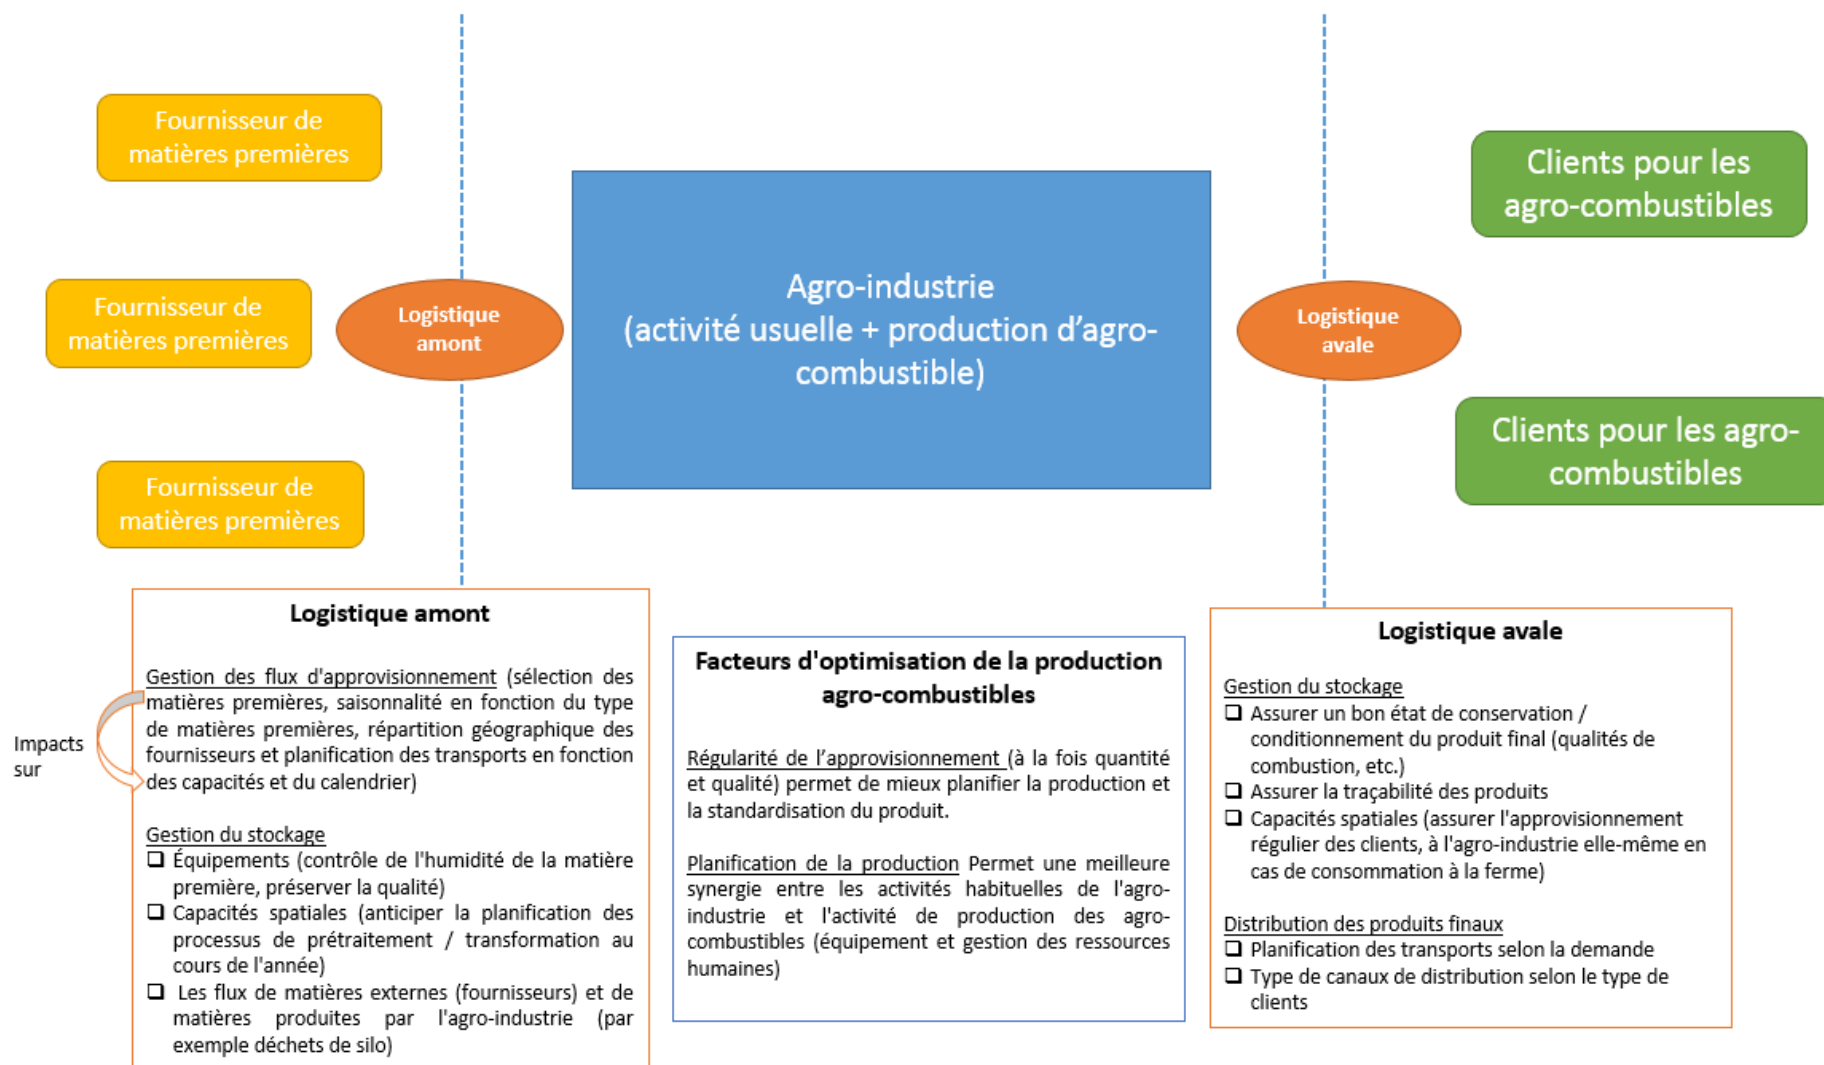 Fournisseur de
matières premières
Fournisseur de
matières premières
Fournisseur de
matières premières
Logistique
amont
Agro-industrie
(activité usuelle + production d’agro-
combustible)
Logistique
avale
Clients pour les
agro-combustibles
Clients pour les agro-
combustibles
Impacts
sur
Logistique amont
Gestion des flux d'approvisionnement (sélection des
matières premières, saisonnalité en fonction du type
de matières premières, répartition géographique des
fournisseurs et planification des transports en fonction
des capacités et du calendrier)
Gestion du stockage
❑ Équipements (contrôle de l'humidité de la matière
première, préserver la qualité)
❑ Capacités spatiales (anticiper la planification des
processus de prétraitement / transformation au
cours de l'année)
❑ Les flux de matières externes (fournisseurs) et de
matières produites par l'agro-industrie (par
exemple déchets de silo)
Facteurs d'optimisation de la production
agro-combustibles
Régularité de l’approvisionnement (à la fois quantité
et qualité) permet de mieux planifier la production et
la standardisation du produit.
Planification de la production Permet une meilleure
synergie entre les activités habituelles de l'agro-
industrie et l'activité de production des agro-
combustibles (équipement et gestion des ressources
humaines)
Logistique avale
Gestion du stockage
❑ Assurer un bon état de conservation /
conditionnement du produit final (qualités de
combustion, etc.)
❑ Assurer la traçabilité des produits
❑ Capacités spatiales (assurer l'approvisionnement
régulier des clients, à l'agro-industrie elle-même en
cas de consommation à la ferme)
Distribution des produits finaux
❑ Planification des transports selon la demande
❑ Type de canaux de distribution selon le type de
clients